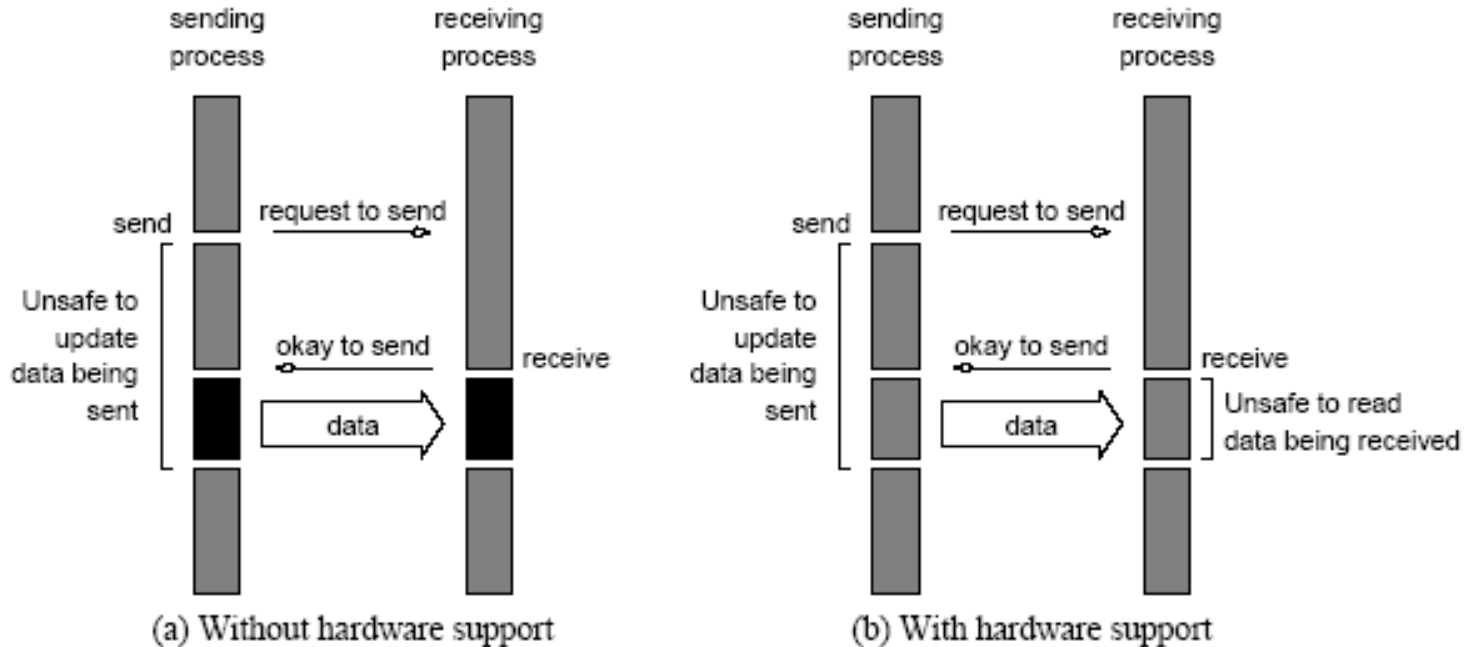 sending
process
receiving
process
send
request to send
Unsafe to
update
data being
sent
okay to send
receive
data
(a) Without hardware support
sending
process
receiving
process
send
request to send
Unsafe to
update
data being
sent
okay to send
receive
data
Unsafe to read
data being received
(b) With hardware support